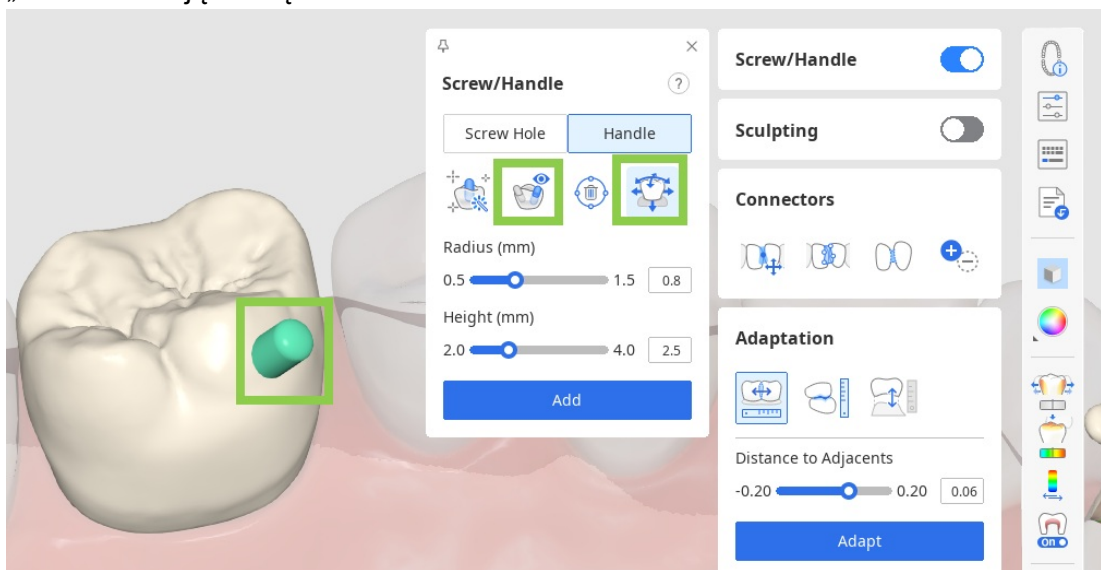 Screw/Handle
?
Screw Hole
Handle
Radius (mm)
0.5
1.5
0.8
Height (mm)
2.0
4.0
2.5
Add
Screw/Handle
Sculpting
Connectors
Adaptation
Distance to Adjacents
-0.20
0.20
0.06
Adapt
on